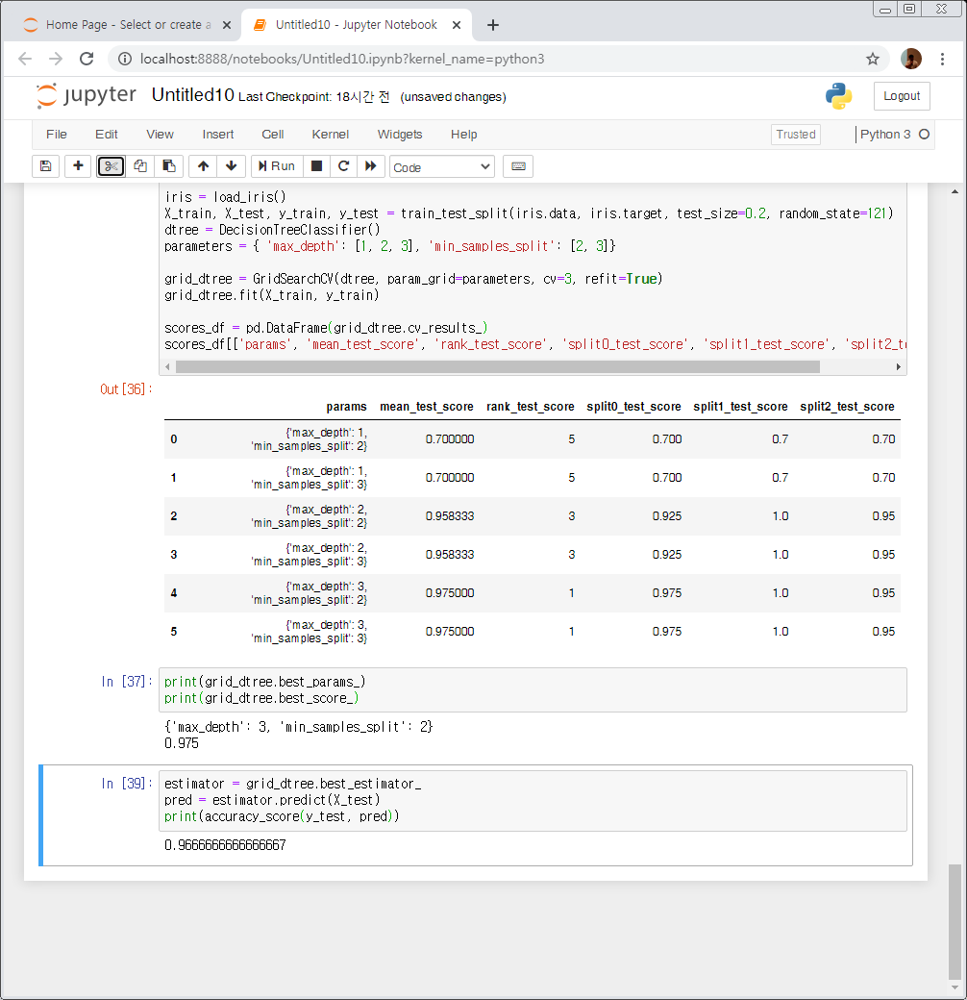 Home Page - Select or create a
Untitled10 - Jupyter Notebook
localhost:8888/notebooks/Untitled10.ipynb?kernel_name=python3
jupyter Untitled10 Last Checkpoint: 18시간 전 (unsaved changes)
Logout
File Edit View Insert Cell Kernel Widgets Help
Trusted
Python 3
Run
Code
iris = load_iris()
X_train, X_test, y_train, y_test = train_test_split(iris.data, iris.target, test_size=0.2, random_state=121)
dtree = DecisionTreeClassifier()
parameters = { 'max_depth': [1, 2, 3], 'min_samples_split': [2, 3]}
grid_dtree = GridSearchCV(dtree, param_grid=parameters, cv=3, refit=True)
grid_dtree.fit(X_train, y_train)
scores_df = pd.DataFrame(grid_dtree.cv_results_)
scores_df[['params', 'mean_test_score', 'rank_test_score', 'split0_test_score', 'split1_test_score', 'split2_t
Out [36]:
params mean_test_score rank_test_score split0_test_score split1_test_score split2_test_score
0 {'max_depth': 1, 'min_samples_split': 2} 0.700000 5 0.700 0.7 0.70
1 {'max_depth': 1, 'min_samples_split': 3} 0.700000 5 0.700 0.7 0.70
2 {'max_depth': 2, 'min_samples_split': 2} 0.958333 3 0.925 1.0 0.95
3 {'max_depth': 2, 'min_samples_split': 3} 0.958333 3 0.925 1.0 0.95
4 {'max_depth': 3, 'min_samples_split': 2} 0.975000 1 0.975 1.0 0.95
5 {'max_depth': 3, 'min_samples_split': 3} 0.975000 1 0.975 1.0 0.95
In [37]:
print(grid_dtree.best_params_)
print(grid_dtree.best_score_)
{'max_depth': 3, 'min_samples_split': 2}
0.975
In [39]:
estimator = grid_dtree.best_estimator_
pred = estimator.predict(X_test)
print(accuracy_score(y_test, pred))
0.9666666666666667